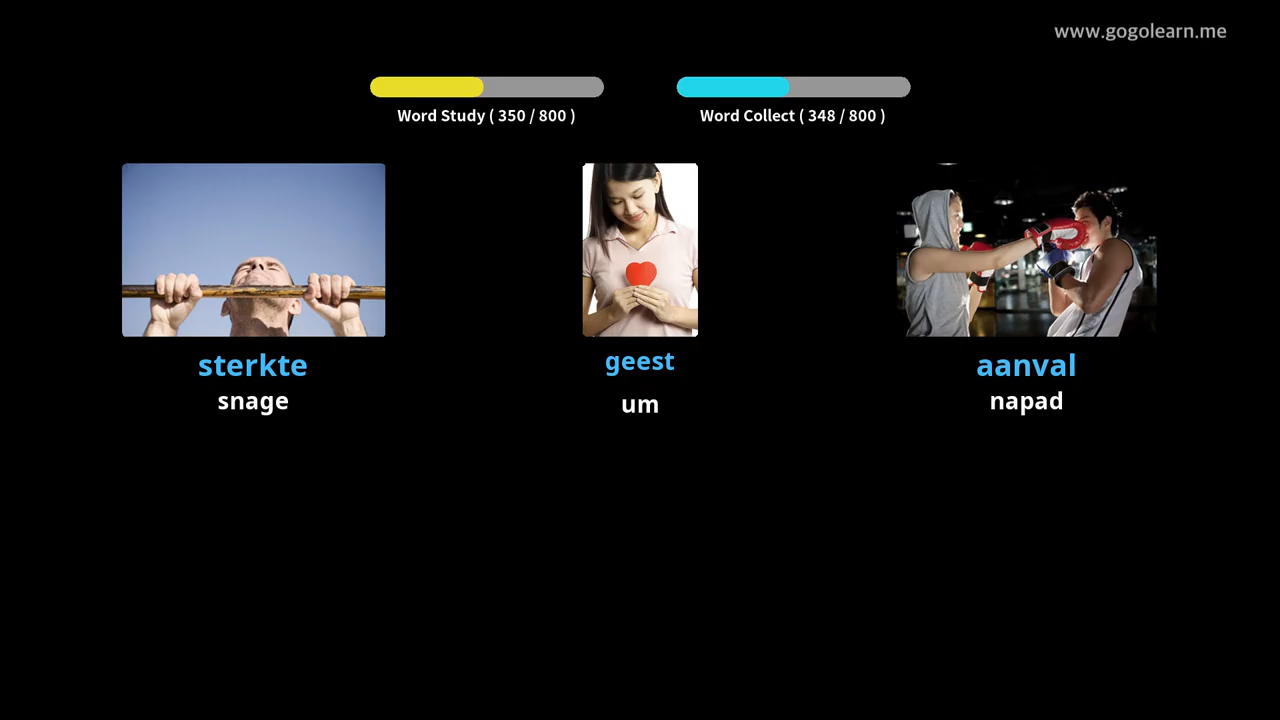 www.gogolearn.me
Word Study ( 350 / 800 )
Word Collect ( 348 / 800 )
sterkte
snage
geest
um
aanval
napad